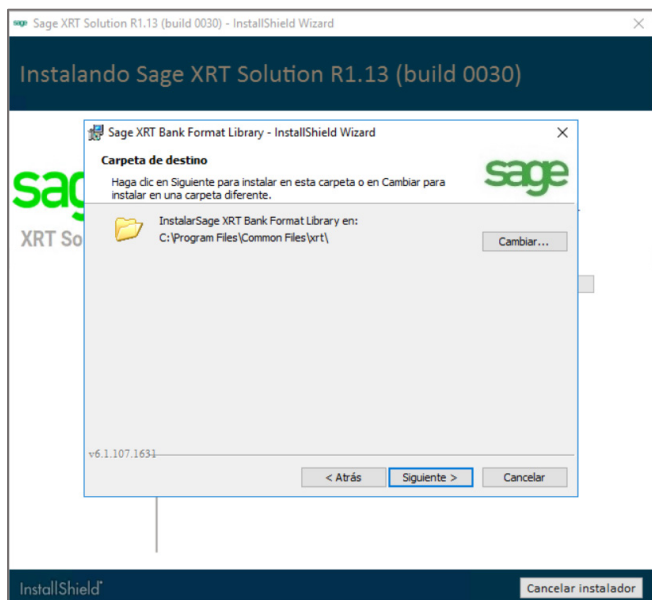 Sage XRT Solution R1.13 (build 0030) - InstallShield Wizard
Instalando Sage XRT Solution R1.13 (build 0030)
Sage XRT Bank Format Library - InstallShield Wizard
Carpeta de destino
Haga clic en Siguiente para instalar en esta carpeta o en Cambiar para
instalar en una carpeta diferente.
sage
sag
XRT So
InstalarSage XRT Bank Format Library en:
C:\Program Files\Common Files\xrt\
Cambiar...
v6.1.107.1631
< Atrás
Siguiente >
Cancelar
InstallShield
Cancelar instalador